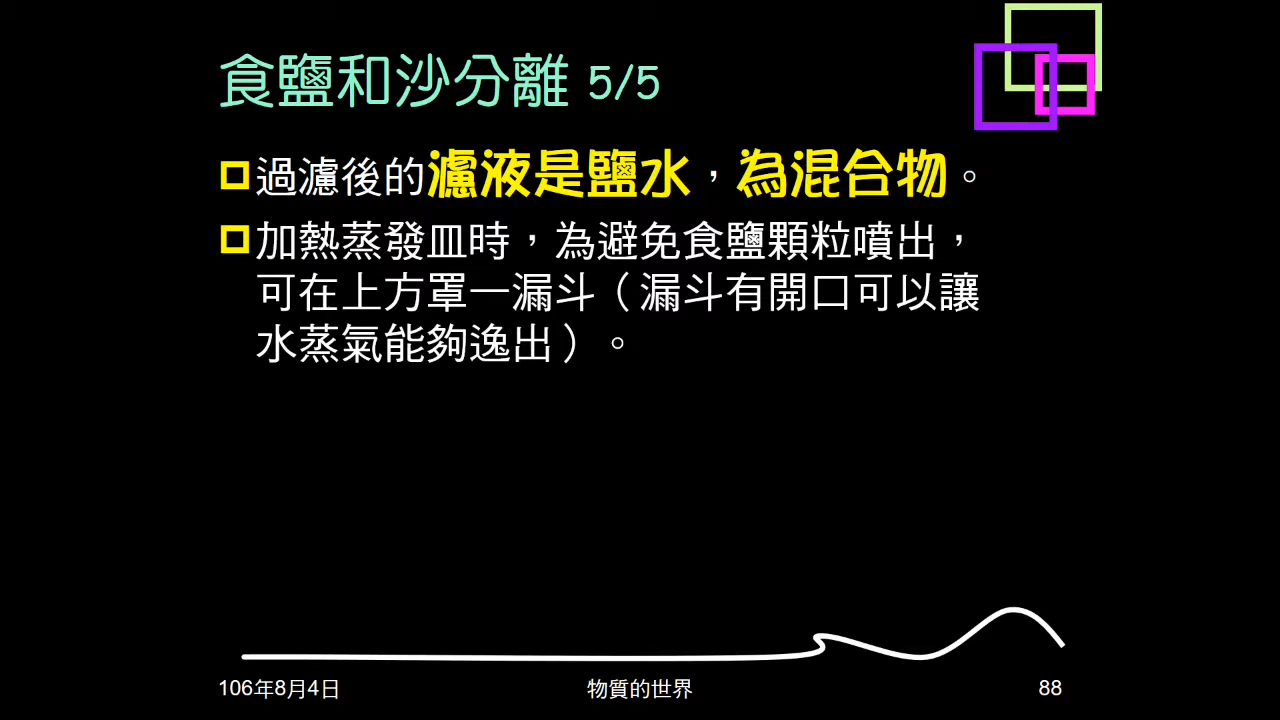 食鹽和沙分離 5/5
過濾後的濾液是鹽水，為混合物。
加熱蒸發皿時，為避免食鹽顆粒噴出，
可在上方罩一漏斗（漏斗有開口可以讓
水蒸氣能夠逸出）。
106年8月4日
物質的世界
88